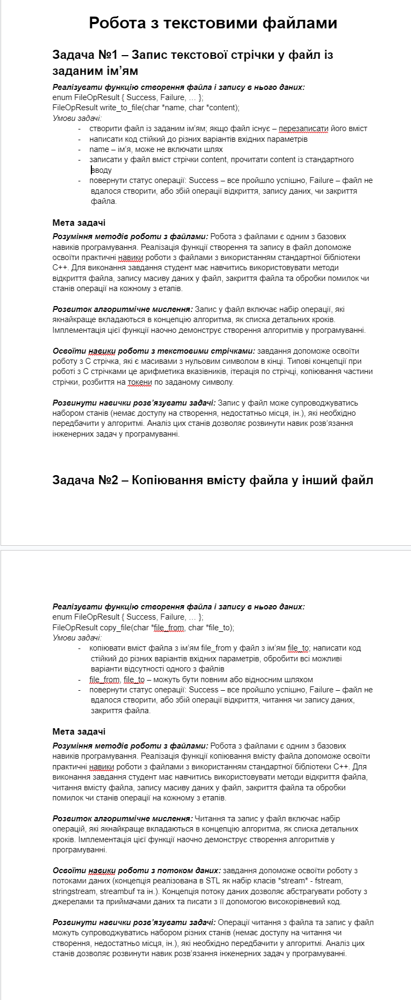 Робота з текстовими файлами
Задача №1 – Запис текстової стрічки у файл із
заданим ім’ям
Реалізувати функцію створення файла і запису в нього даних:
enum FileOpResult { Success, Failure, … };
FileOpResult write_to_file(char *name, char *content);
Умови задачі:
- створити файл із заданим ім’ям; якщо файл існує – перезаписати його вміст
- написати код стійкий до різних варіантів вхідних параметрів
- name – ім’я, може не включати шлях
- записати у файл вміст стрічки content, прочитати content із стандартного
вводу
- повернути статус операції: Success – все пройшло успішно, Failure – файл не
вдалося створити, або збій операції відкриття, запису даних, чи закриття
файла.
Мета задачі
Розуміння методів роботи з файлами: Робота з файлами є одним з базових
навиків програмування. Реалізація функції створення та запису в файл допоможе
освоїти практичні навики роботи з файлами з використанням стандартної бібліотеки
C++. Для виконання завдання студент має навчитись використовувати методи
відкриття файла, запису масиву даних у файл, закриття файла та обробки помилок чи
станів операції на кожному з етапів.
Розвиток алгоритмічне мислення: Запис у файл включає набір операції, які
якнайкраще вкладаються в концепцію алгоритма, як списка детальних кроків.
Імплементація цієї функції наочно демонструє створення алгоритмів у програмуванні.
Освоїти навики роботи з текстовими стрічками: завдання допоможе освоїти
роботу з С стрічка, які є масивами з нульовим символом в кінці. Типові концепції при
роботі з С стрічками це арифметика вказівників, ітерація по стрічці, копіювання частини
стрічки, розбиття на токени по заданому символу.
Розвинути навички розв’язувати задачі: Запис у файл може супроводжуватись
набором станів (немає доступу на створення, недостатньо місця, ін.), які необхідно
передбачити у алгоритмі. Аналіз цих станів дозволяє розвинути навик розв’язання
інженерних задач у програмуванні.
Задача №2 – Копіювання вмісту файла у інший файл
Реалізувати функцію створення файла і запису в нього даних:
enum FileOpResult { Success, Failure, … };
FileOpResult copy_file(char *file_from, char *file_to);
Умови задачі:
- копіювати вміст файла з ім’ям file_from у файл з ім’ям file_to; написати код
стійкий до різних варіантів вхідних параметрів, обробити всі можливі
варіанти відсутності одного з файлів
- file_from, file_to – можуть бути повним або відносним шляхом
- повернути статус операції: Success – все пройшло успішно, Failure – файл не
вдалося створити, або збій операції відкриття, читання чи запису даних,
закриття файла.
Мета задачі
Розуміння методів роботи з файлами: Робота з файлами є одним з базових
навиків програмування. Реалізація функції копіювання вмісту файла допоможе освоїти
практичні навики роботи з файлами з використанням стандартної бібліотеки C++. Для
виконання завдання студент має навчитись використовувати методи відкриття файла,
читання вмісту файла, запису масиву даних у файл, закриття файла та обробки
помилок чи станів операції на кожному з етапів.
Розвиток алгоритмічне мислення: Читання та запис у файл включає набір
операцій, які якнайкраще вкладаються в концепцію алгоритма, як списка детальних
кроків. Імплементація цієї функції наочно демонструє створення алгоритмів у
програмуванні.
Освоїти навики роботи з потоком даних: завдання допоможе освоїти роботу з
потоками даних (концепція реалізована в STL як набір класів *stream* - fstream,
stringstream, streambuf та ін.). Концепція потоку даних дозволяє абстрагувати роботу з
джерелами та приймачами даних та писати з її допомогою високорівневий код.
Розвинути навички розв’язувати задачі: Операції читання з файла та запис у файл
можуть супроводжуватись набором різних станів (немає доступу на читання чи
створення, недостатньо місця, ін.), які необхідно передбачити у алгоритмі. Аналіз цих
станів дозволяє розвинути навик розв’язання інженерних задач у програмуванні.